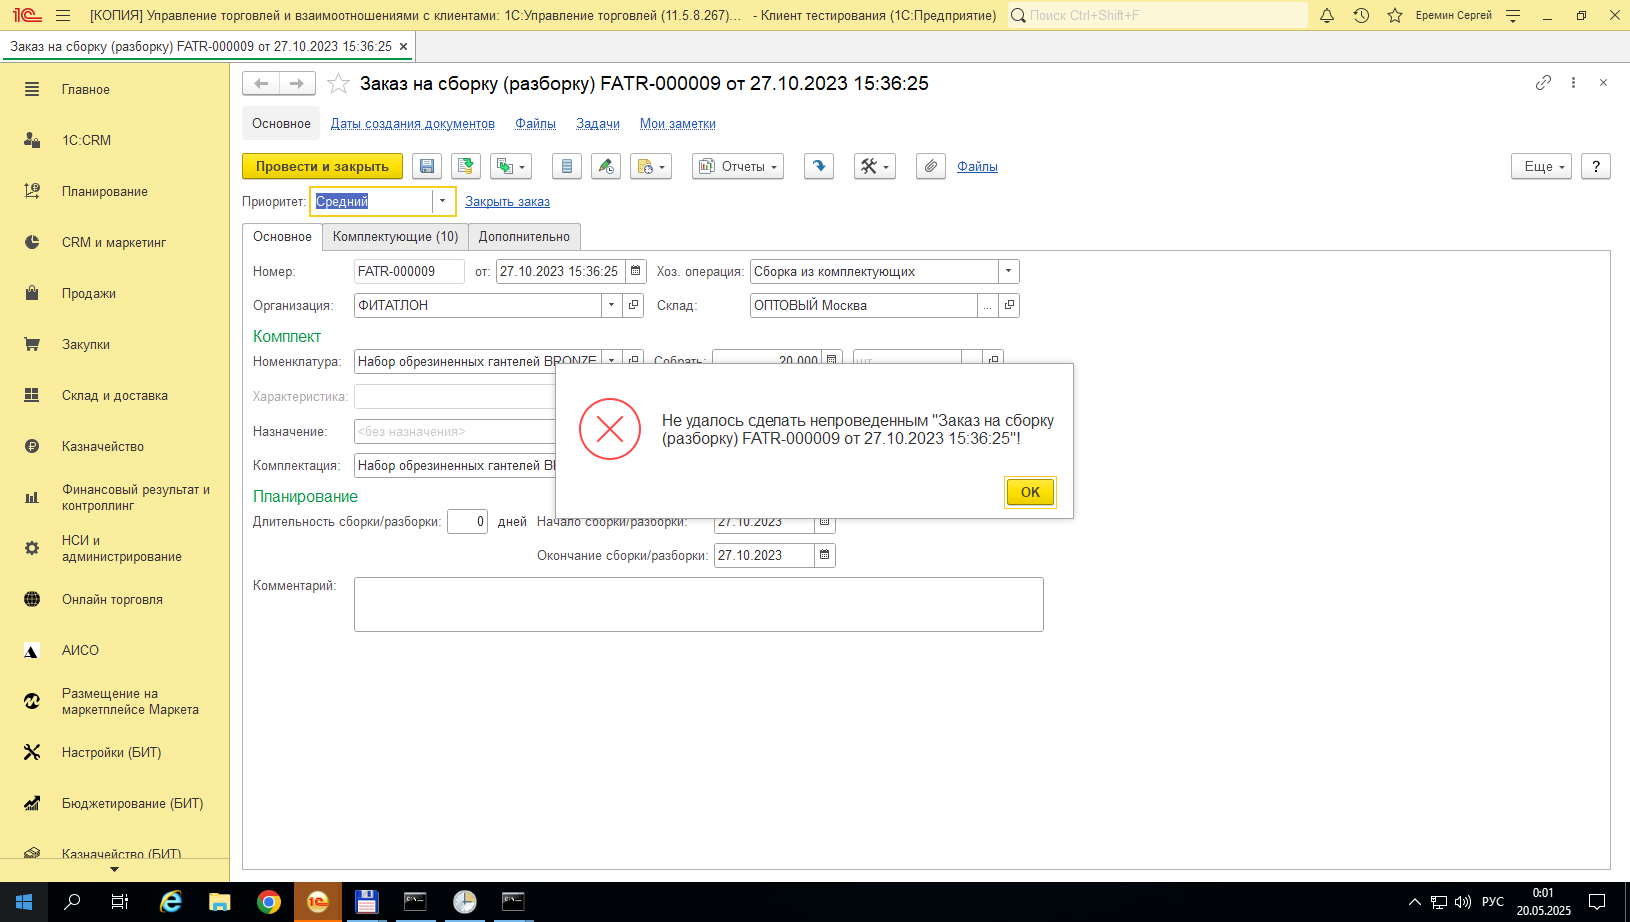 [КОПИЯ] Управление торговлей и взаимоотношениями с клиентами: 1С:Управление торговлей (11.5.8.267)... - Клиент тестирования (1С:Предприятие)
Поиск Ctrl+Shift+F
Еремин Сергей
Заказ на сборку (разборку) FATR-000009 от 27.10.2023 15:36:25
Главное
1С:CRM
Планирование
CRM и маркетинг
Продажи
Закупки
Склад и доставка
Казначейство
Финансовый результат и
контроллинг
НСИ и
администрирование
Онлайн торговля
АИСО
Размещение на
маркетплейсе Маркета
Настройки (БИТ)
Бюджетирование (БИТ)
Казначейство (БИТ)
Заказ на сборку (разборку) FATR-000009 от 27.10.2023 15:36:25
Основное Даты создания документов Файлы Задачи Мои заметки
Провести и закрыть Отчеты Файлы Еще ?
Приоритет: Средний Закрыть заказ
Основное Комплектующие (10) Дополнительно
Номер: FATR-000009 от: 27.10.2023 15:36:25 Хоз. операция: Сборка из комплектующих
Организация: ФИТАТЛОН Склад: ОПТОВЫЙ Москва ...
Комплект
Номенклатура: Набор обрезиненных гантелей BRONZE Собрать: 20,000 шт
Характеристика:
Назначение: <без назначения>
Комплектация: Набор обрезиненных гантелей
Не удалось сделать непроведенным "Заказ на сборку
(разборку) FATR-000009 от 27.10.2023 15:36:25"!
OK
Планирование
Длительность сборки/разборки: 0 дней Начало сборки/разборки: 27.10.2023
Окончание сборки/разборки: 27.10.2023
Комментарий:
РУС
0:01
20.05.2025